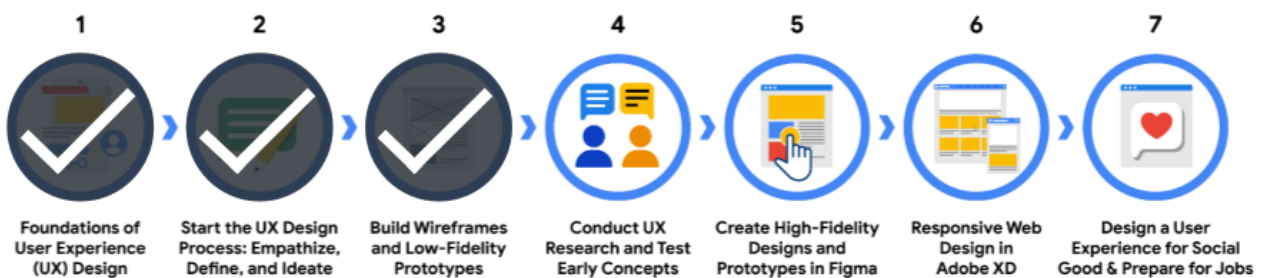 1
2
3
4
5
6
7
Foundations of
User Experience
(UX) Design
Start the UX Design
Process: Empathize,
Define, and Ideate
Build Wireframes
and Low-Fidelity
Prototypes
Conduct UX
Research and Test
Early Concepts
Create High-Fidelity
Designs and
Prototypes in Figma
Responsive Web
Design in
Adobe XD
Design a User
Experience for Social
Good & Prepare for Jobs